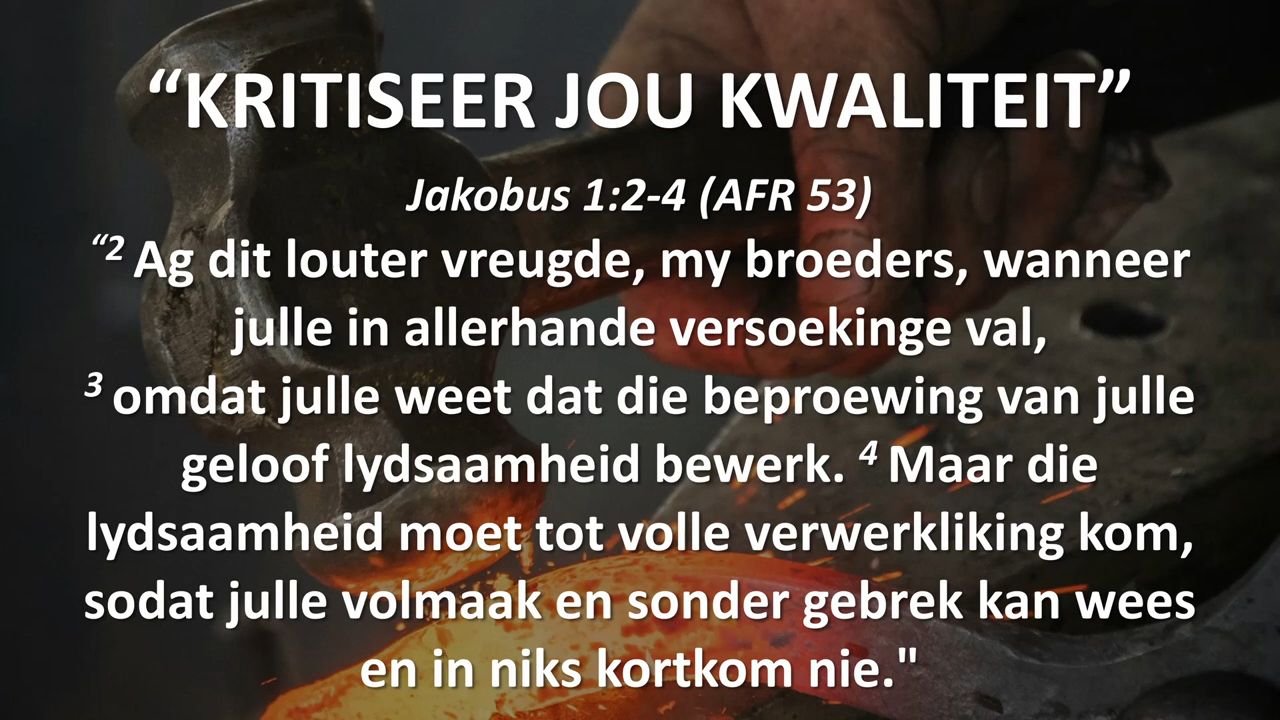 “KRITISEER JOU KWALITEIT”
Jakobus 1:2-4 (AFR 53)
“2 Ag dit louter vreugde, my broeders, wanneer
julle in allerhande versoekinge val,
3 omdat julle weet dat die beproewing van julle
geloof lydsaamheid bewerk. 4 Maar die
lydsaamheid moet tot volle verwerkliking kom,
sodat julle volmaak en sonder gebrek kan wees
en in niks kortkom nie."